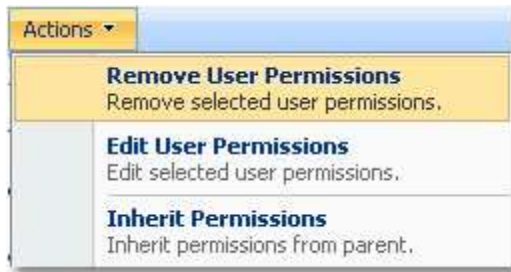 Actions
Remove User Permissions
Remove selected user permissions.
Edit User Permissions
Edit selected user permissions.
Inherit Permissions
Inherit permissions from parent.